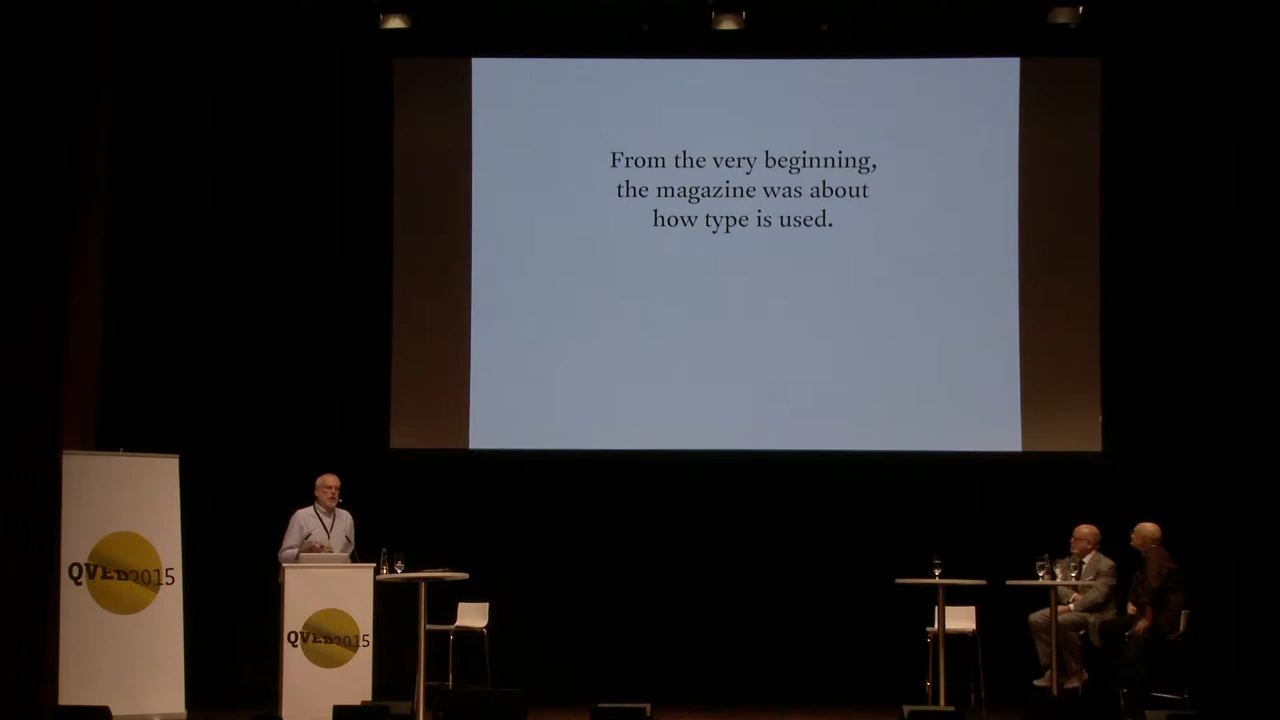 From the very beginning,
the magazine was about
how type is used.
QVED2015
QVED2015